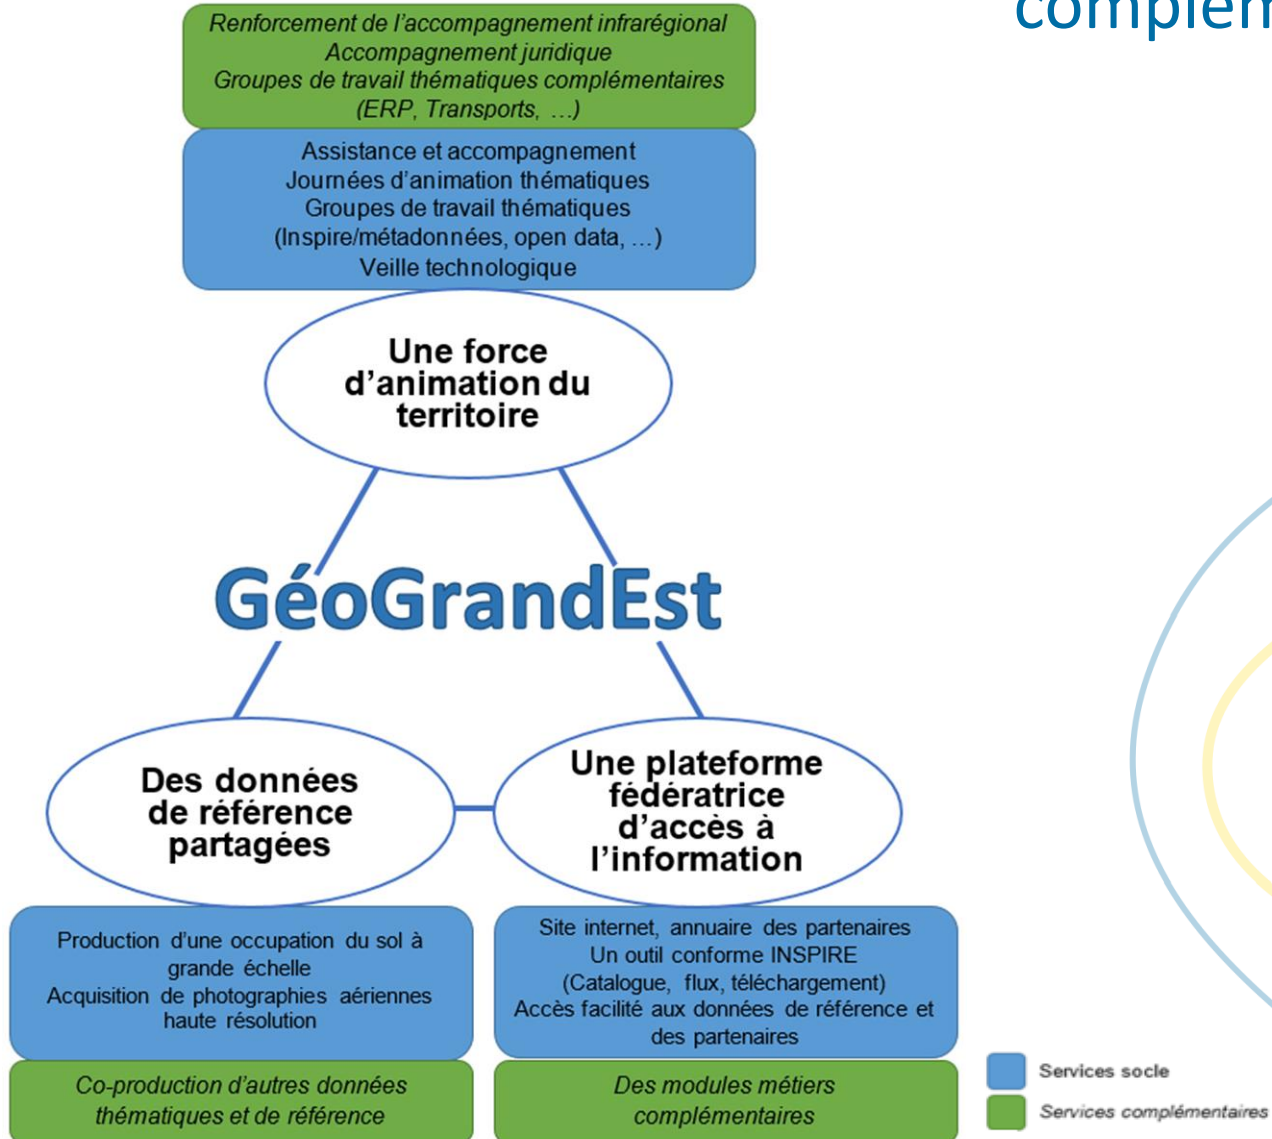 Renforcement de l’accompagnement infrarégional
Accompagnement juridique
Groupes de travail thématiques complémentaires
(ERP, Transports, …)
Assistance et accompagnement
Journées d’animation thématiques
Groupes de travail thématiques
(Inspire/métadonnées, open data, …)
Veille technologique
Une force
d’animation du
territoire
GéoGrandEst
Des données
de référence
partagées
Une plateforme
fédératrice
d’accès à
l’information
Production d’une occupation du sol à
grande échelle
Acquisition de photographies aériennes
haute résolution
Site internet, annuaire des partenaires
Un outil conforme INSPIRE
(Catalogue, flux, téléchargement)
Accès facilité aux données de référence et
des partenaires
Co-production d’autres données
thématiques et de référence
Des modules métiers
complémentaires
Services socle
Services complémentaires